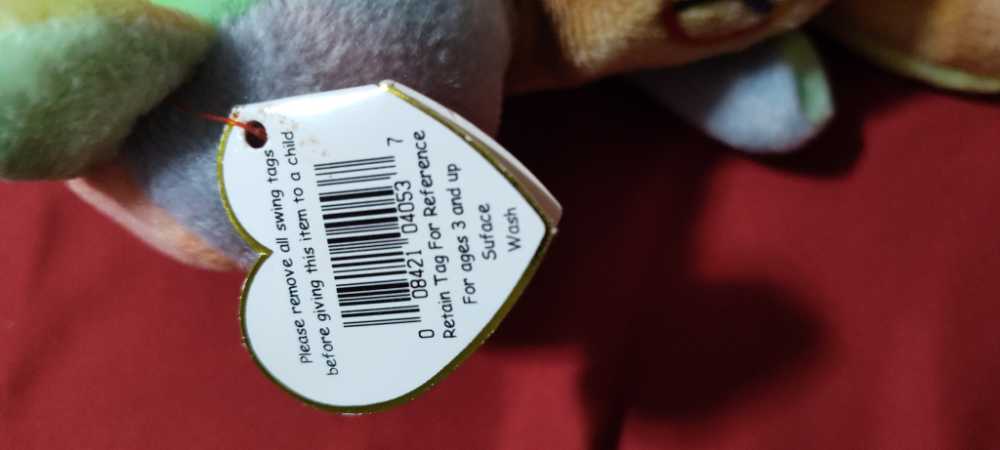 Please remove all swing tags
before giving this item to a child
0 08421 04053 7
Retain Tag For Reference
For ages 3 and up
Suface
Wash